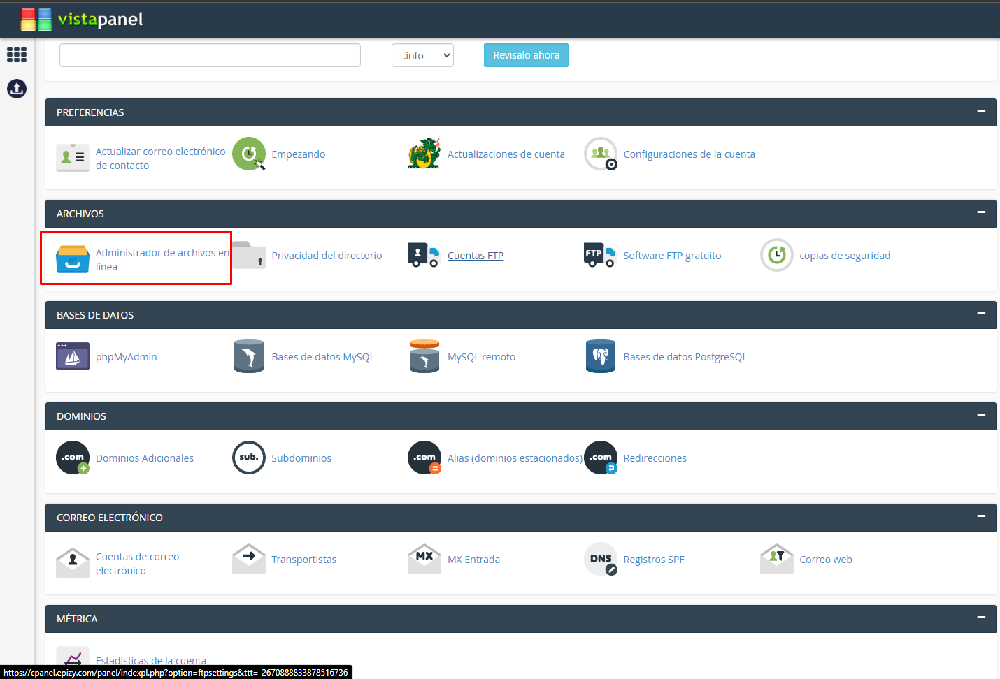 vistapanel
.info
Revisalo ahora
PREFERENCIAS
Actualizar correo electrónico
de contacto
Empezando
Actualizaciones de cuenta
Configuraciones de la cuenta
ARCHIVOS
Administrador de archivos en
línea
Privacidad del directorio
Cuentas FTP
FTP
Software FTP gratuito
copias de seguridad
BASES DE DATOS
phpMyAdmin
Bases de datos MySQL
MySQL remoto
Bases de datos PostgreSQL
DOMINIOS
.com
Dominios Adicionales
sub.
Subdominios
.com
Alias (dominios estacionados)
.com
Redirecciones
CORREO ELECTRÓNICO
Cuentas de correo
electrónico
Transportistas
MX
MX Entrada
DNS
Registros SPF
Correo web
MÉTRICA
Estadísticas de la cuenta
https://cpanel.epizy.com/panel/indexpl.php?option=ftpsettings&ttt=-2670888833878516736